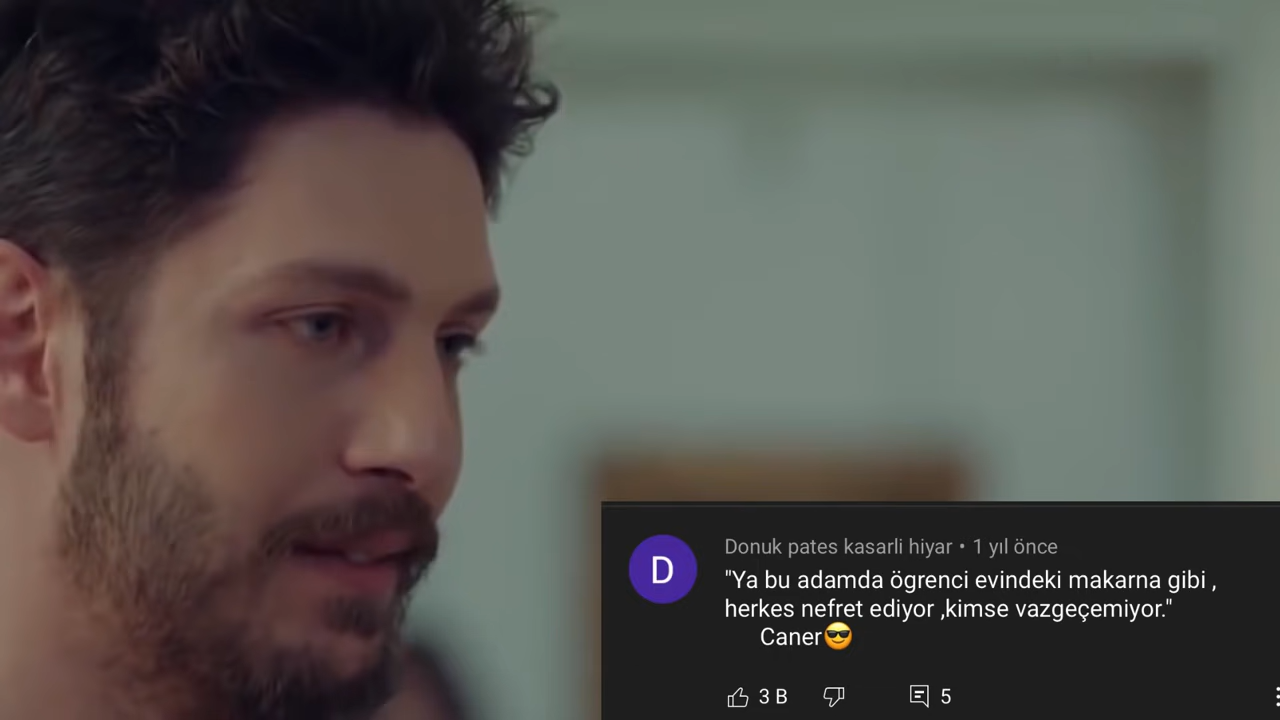 D
Donuk pates kasarli hiyar • 1 yıl önce
"Ya bu adamda ögrenci evindeki makarna gibi ,
herkes nefret ediyor ,kimse vazgeçemiyor."
Caner😎
3 B 5